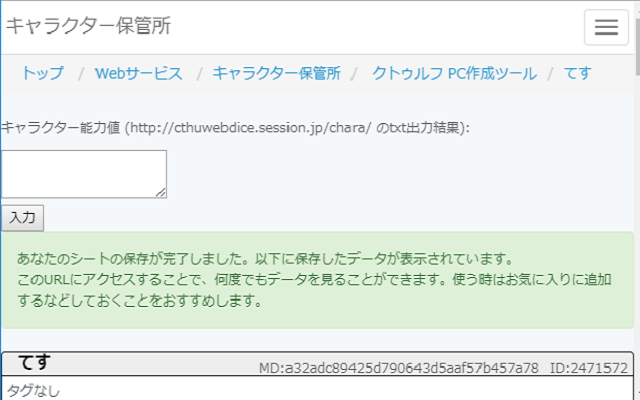 キャラクター保管所
トップ / Webサービス / キャラクター保管所 / クトゥルフ PC作成ツール / てす
キャラクター能力値 (http://cthuwebdice.session.jp/chara/ のtxt出力結果):
入力
あなたのシートの保存が完了しました。以下に保存したデータが表示されています。
このURLにアクセスすることで、何度でもデータを見ることができます。使う時はお気に入りに追加
するなどしておくことをおすすめします。
てす MD:a32adc89425d790643d5aaf57b457a78 ID:2471572
タグなし